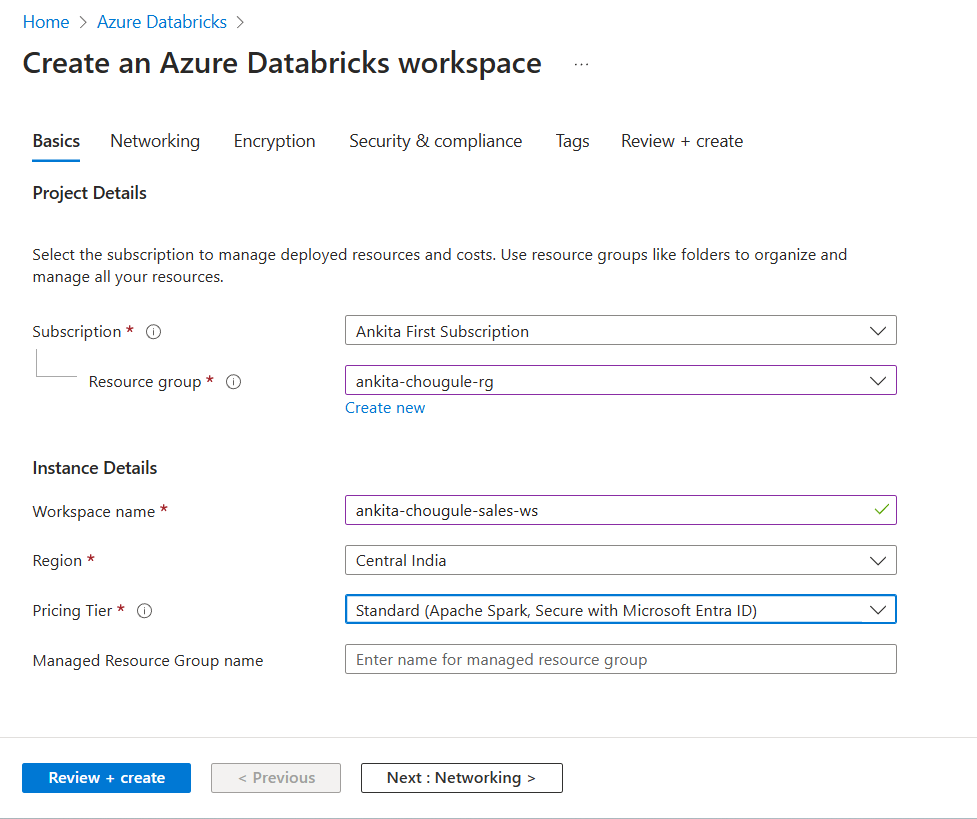 Home > Azure Databricks >
Create an Azure Databricks workspace ...
Basics Networking Encryption Security & compliance Tags Review + create
Project Details
Select the subscription to manage deployed resources and costs. Use resource groups like folders to organize and
manage all your resources.
Subscription * Ankita First Subscription
Resource group * ankita-chougule-rg
Create new
Instance Details
Workspace name * ankita-chougule-sales-ws
Region * Central India
Pricing Tier * Standard (Apache Spark, Secure with Microsoft Entra ID)
Managed Resource Group name Enter name for managed resource group
Review + create < Previous Next : Networking >